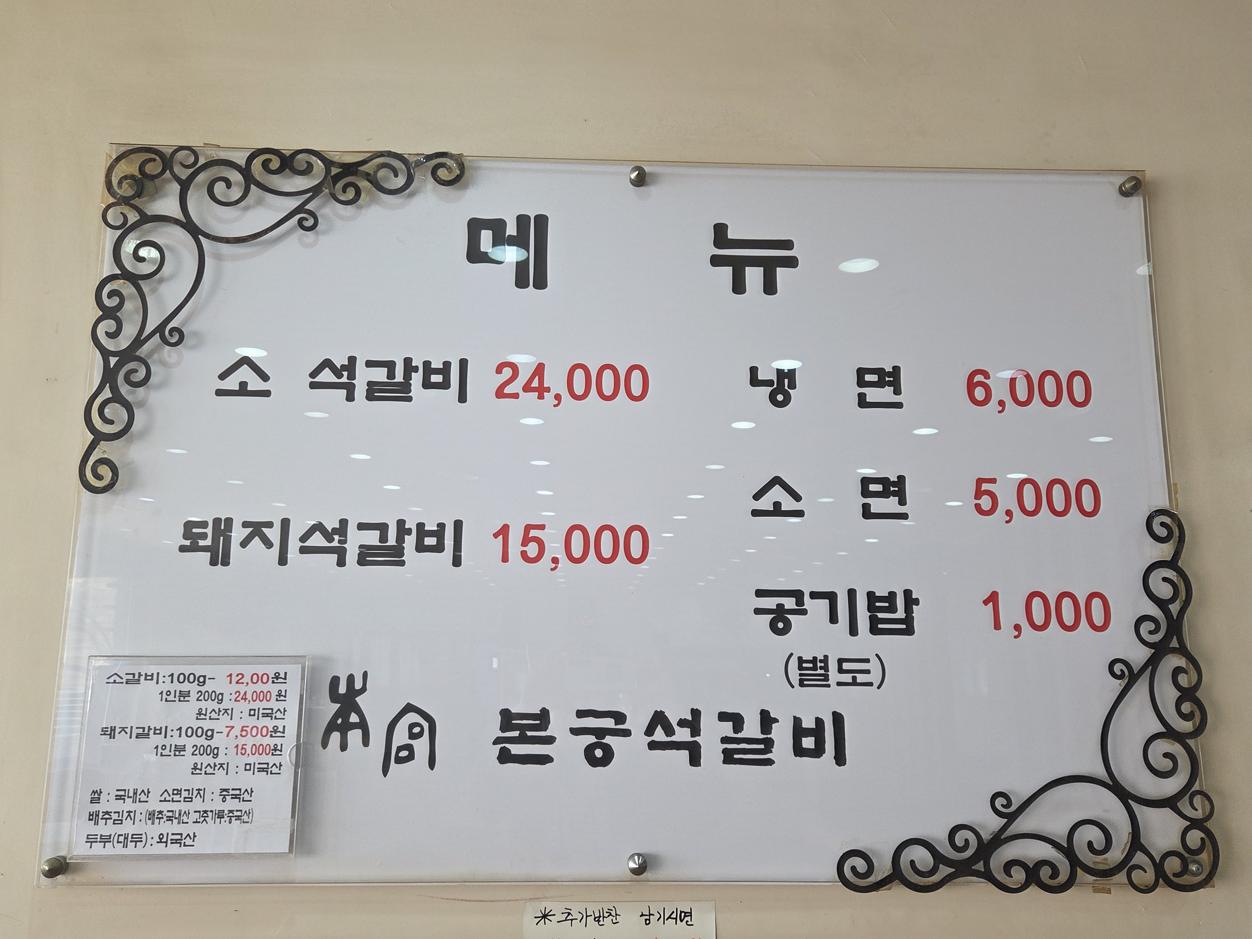 메 뉴
소 석갈비 24,000
돼지석갈비 15,000
냉 면 6,000
소 면 5,000
공기밥 1,000
(별도)
本宮 본궁석갈비
소갈비:100g- 12,00원
1인분 200g : 24,000 원
원산지 : 미국산
돼지갈비:100g-7,500원
1인분 200g : 15,000원
원산지 : 미국산
쌀 : 국내산 소면김치 : 중국산
배추김치 : (배추:국내산 고춧가루:중국산)
두부(대두) : 외국산
※ 추가반찬 남기시면